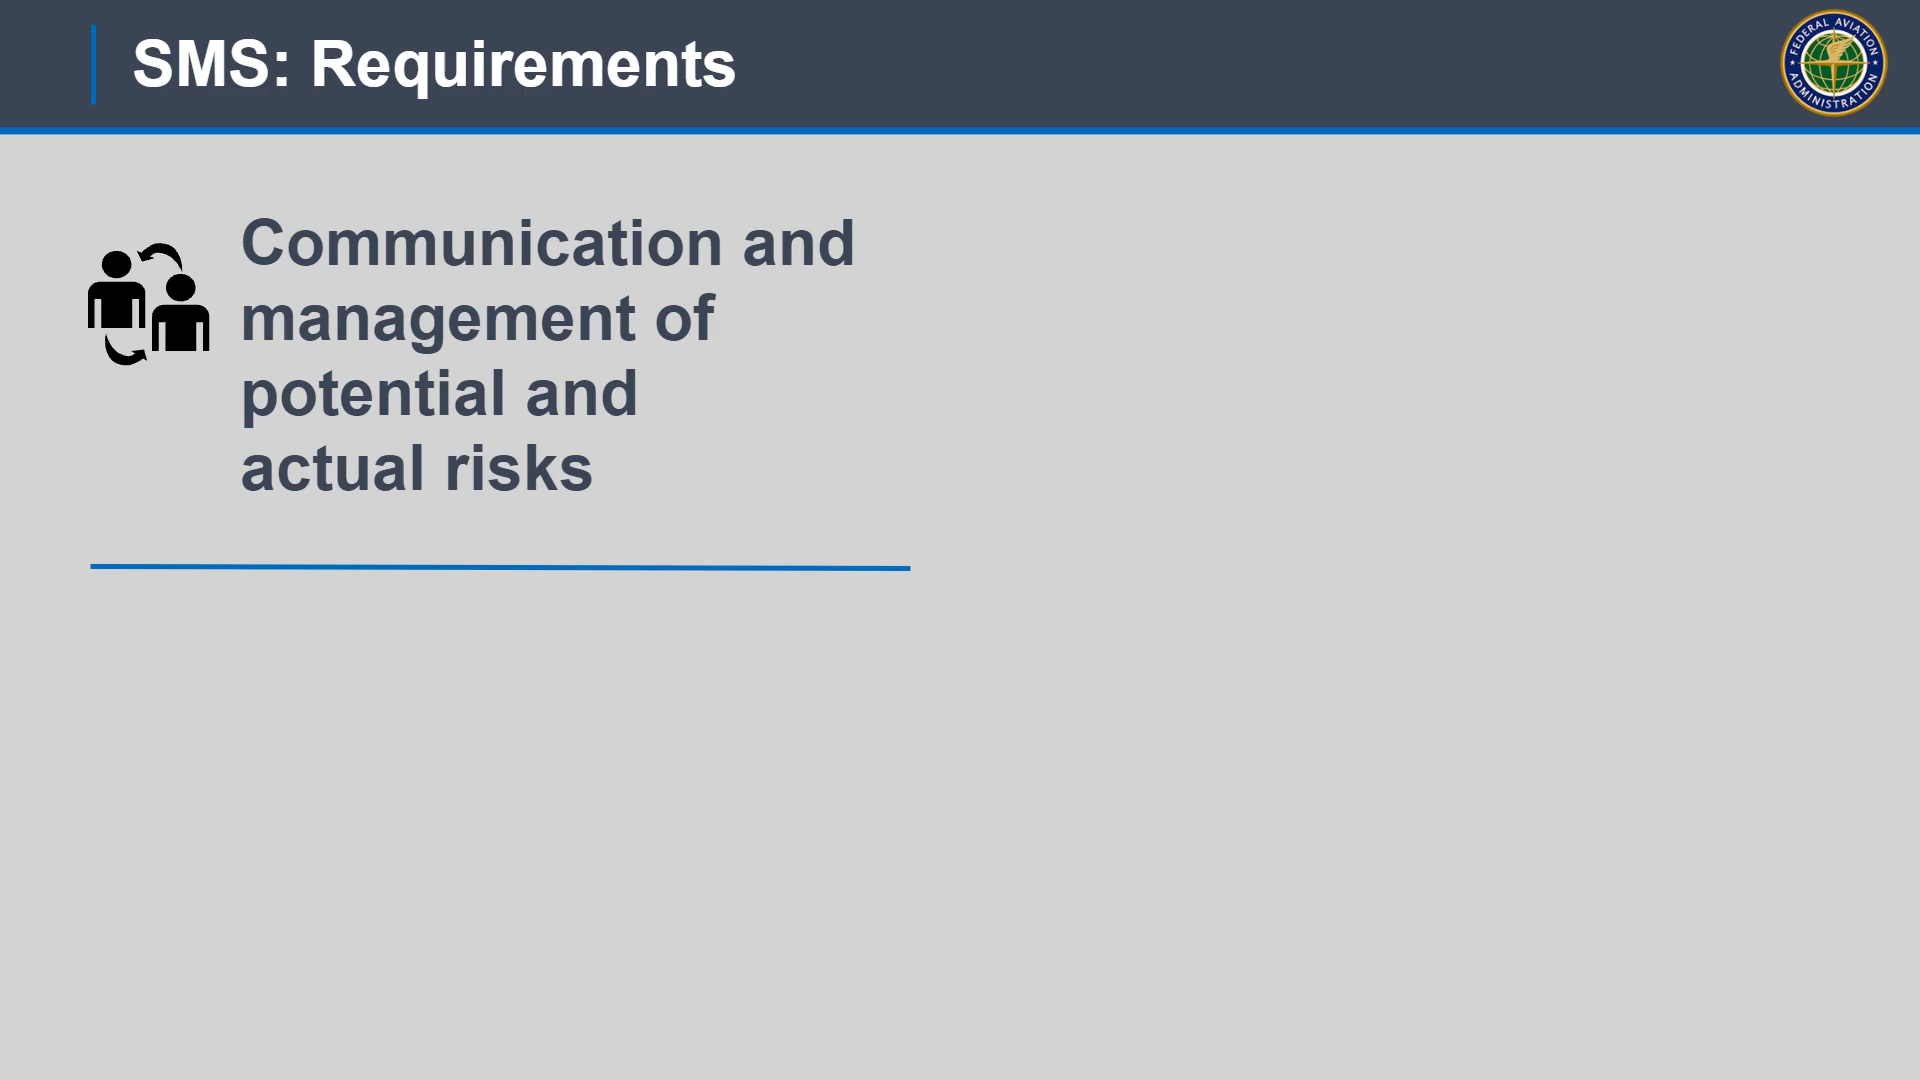 SMS: Requirements
FEDERAL AVIATION
ADMINISTRATION
Communication and
management of
potential and
actual risks